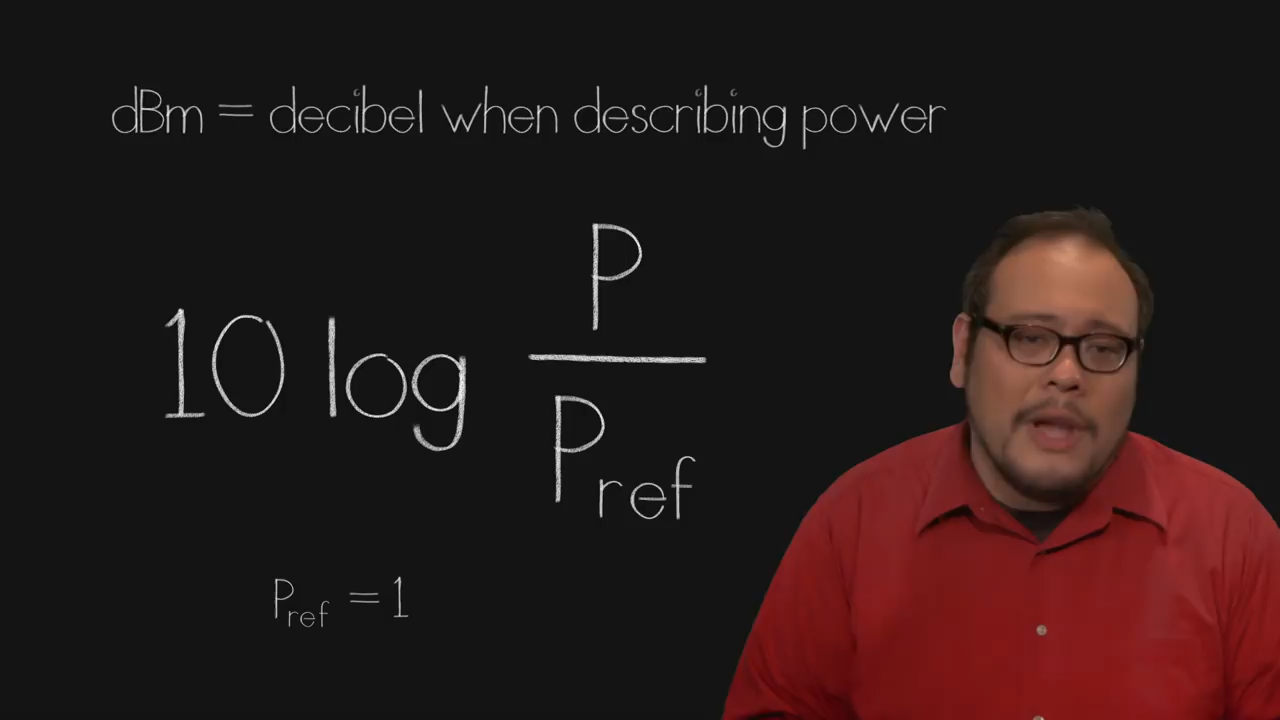 dBm = decibel when describing power
10 log P / Pref
Pref = 1